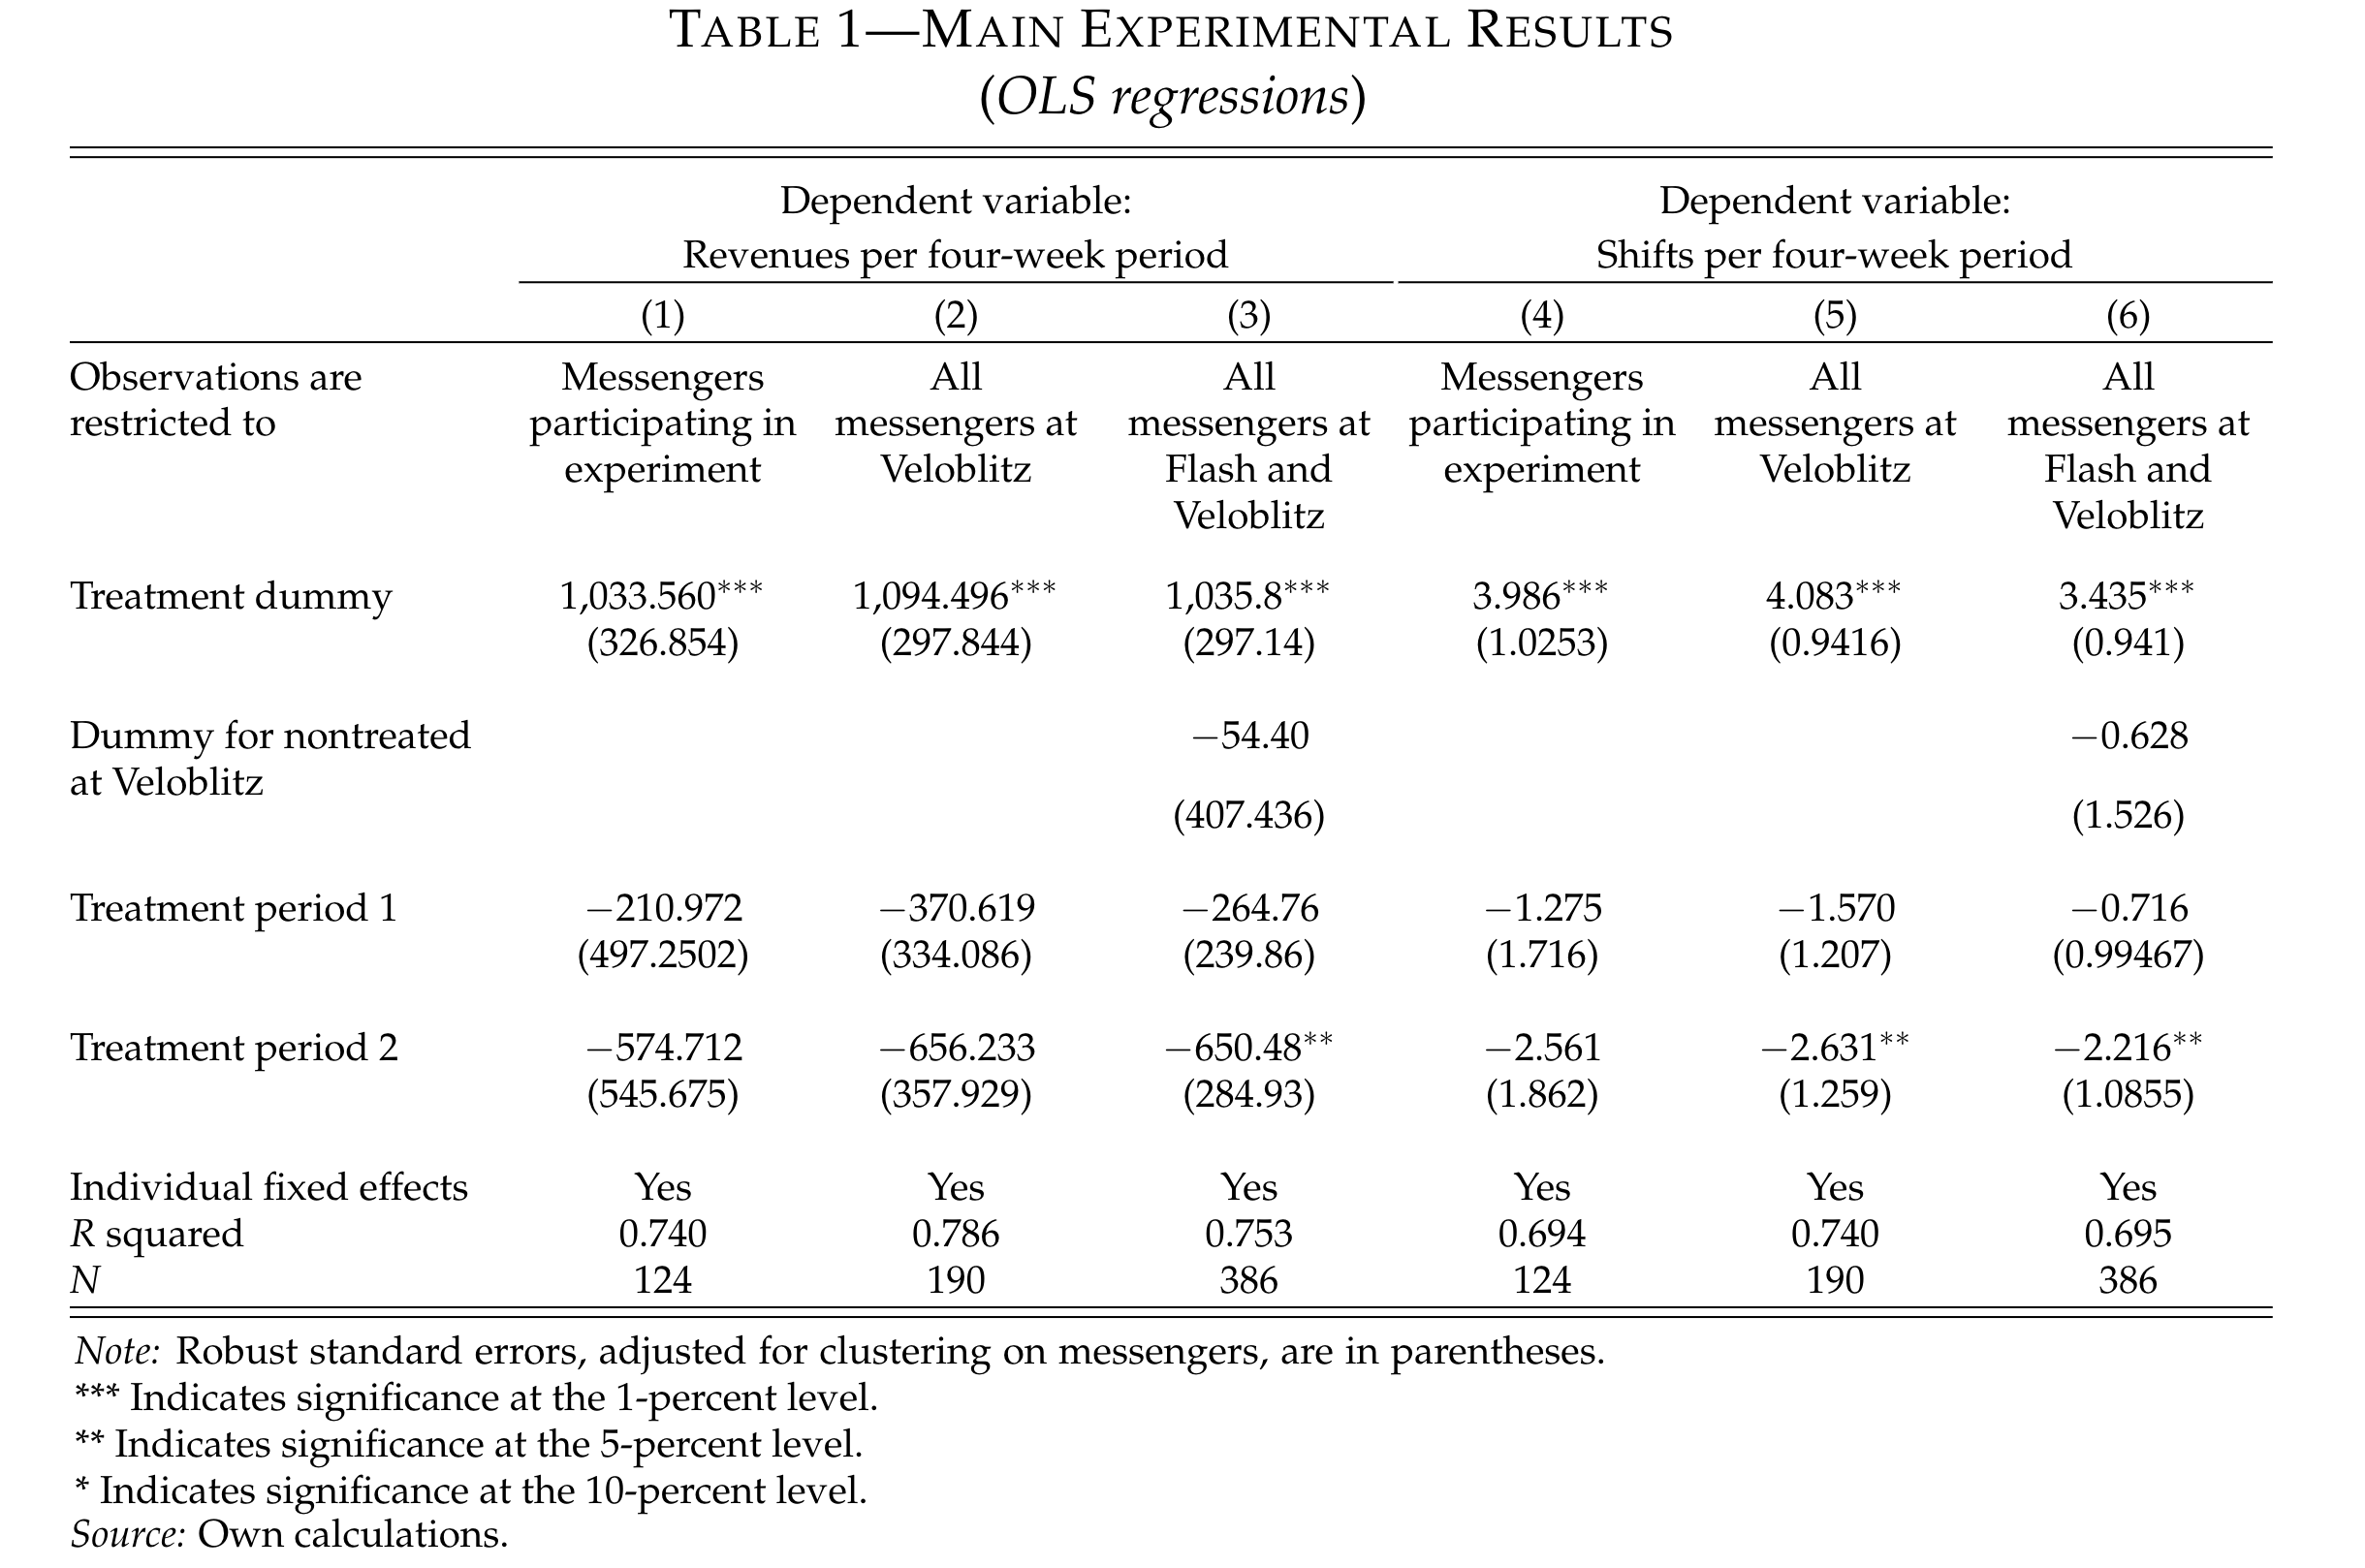 TABLE 1—MAIN EXPERIMENTAL RESULTS
(OLS regressions)
Dependent variable: Dependent variable:
Revenues per four-week period Shifts per four-week period
(1) (2) (3) (4) (5) (6)
Observations are Messengers All All Messengers All All
restricted to participating in messengers at messengers at participating in messengers at messengers at
experiment Veloblitz Flash and experiment Veloblitz Flash and
Veloblitz Veloblitz
Treatment dummy 1,033.560*** 1,094.496*** 1,035.8*** 3.986*** 4.083*** 3.435***
(326.854) (297.844) (297.14) (1.0253) (0.9416) (0.941)
Dummy for nontreated −54.40 −0.628
at Veloblitz
(407.436) (1.526)
Treatment period 1 −210.972 −370.619 −264.76 −1.275 −1.570 −0.716
(497.2502) (334.086) (239.86) (1.716) (1.207) (0.99467)
Treatment period 2 −574.712 −656.233 −650.48** −2.561 −2.631** −2.216**
(545.675) (357.929) (284.93) (1.862) (1.259) (1.0855)
Individual fixed effects Yes Yes Yes Yes Yes Yes
R squared 0.740 0.786 0.753 0.694 0.740 0.695
N 124 190 386 124 190 386
Note: Robust standard errors, adjusted for clustering on messengers, are in parentheses.
*** Indicates significance at the 1-percent level.
** Indicates significance at the 5-percent level.
* Indicates significance at the 10-percent level.
Source: Own calculations.